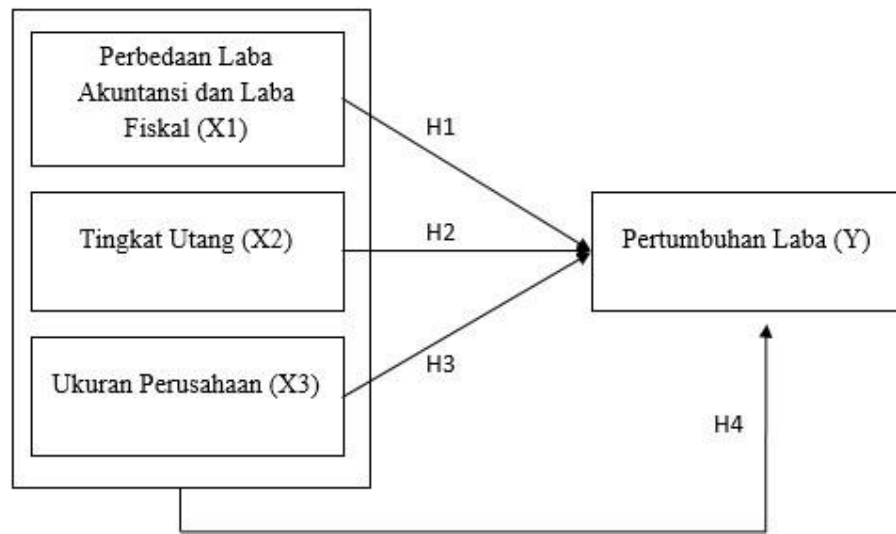 Perbedaan Laba
Akuntansi dan Laba
Fiskal (X1)
H1
Tingkat Utang (X2)
H2
Pertumbuhan Laba (Y)
Ukuran Perusahaan (X3)
H3
H4